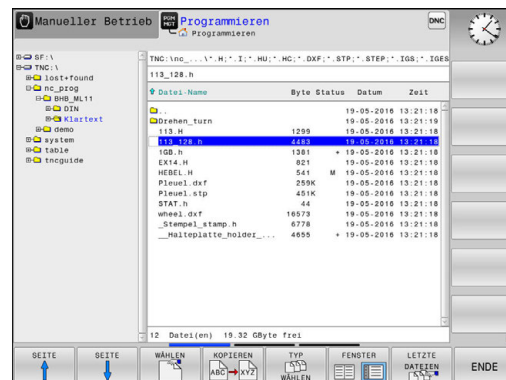 Manueller Betrieb
PGM
MGT
Programmieren
Programmieren
DNC
SF:\
TNC:\
lost+found
nc_prog
BHB_ML11
DIN
Klartext
demo
system
table
tncguide
TNC:\nc_...\*.H;*.I;*.HU;*.HC;*.DXF;*.STP;*.STEP;*.IGS;*.IGES
113_128.h
Datei-Name Byte Status Datum Zeit
.. 19-05-2016 13:21:18
Drehen_turn 19-05-2016 13:21:19
113.H 1299 19-05-2016 13:21:18
113_128.h 4483 19-05-2016 13:21:18
1GB.h 1381 + 19-05-2016 13:21:18
EX14.H 821 19-05-2016 13:21:18
HEBEL.H 541 M 19-05-2016 13:21:18
Pleuel.dxf 259K 19-05-2016 13:21:18
Pleuel.stp 451K 19-05-2016 13:21:18
STAT.h 44 19-05-2016 13:21:18
wheel.dxf 16573 19-05-2016 13:21:18
_Stempel_stamp.h 6778 19-05-2016 13:21:18
__Halteplatte_holder_... 4655 + 19-05-2016 13:21:18
12 Datei(en) 19.32 GByte frei
SEITE
SEITE
WÄHLEN
KOPIEREN
ABC XYZ
TYP
WÄHLEN
FENSTER
LETZTE
DATEIEN
ENDE